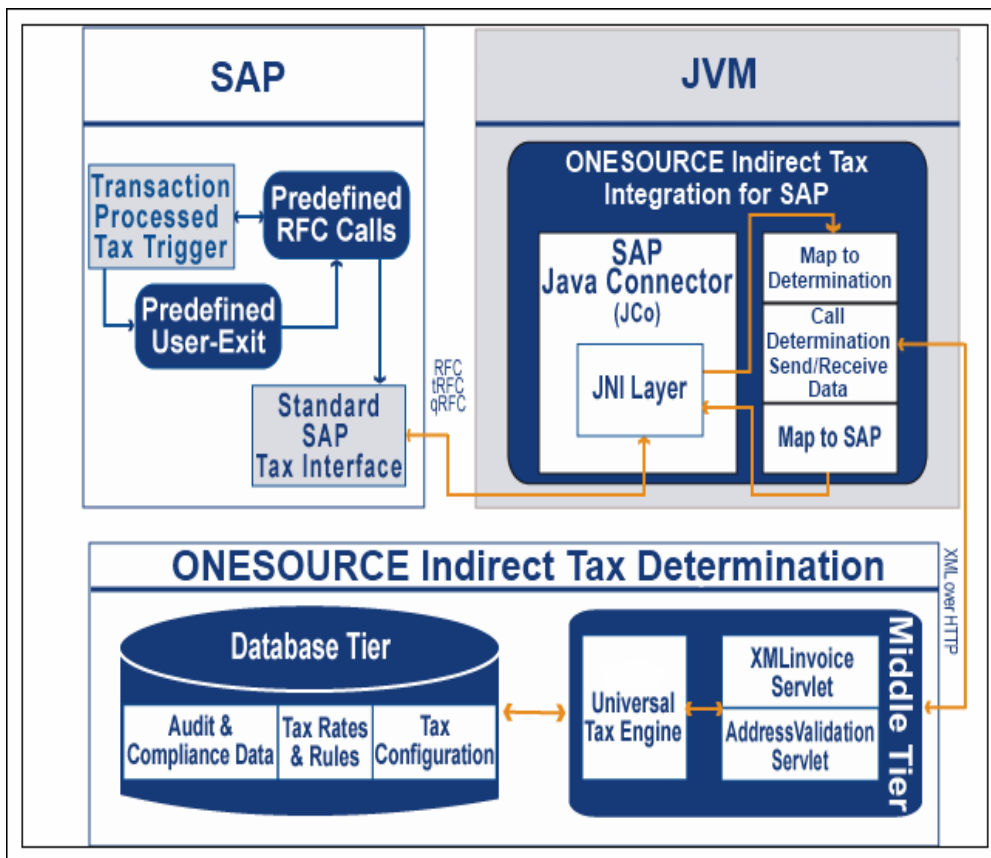 SAP
Transaction
Processed
Tax Trigger
Predefined
RFC Calls
Predefined
User-Exit
Standard
SAP
Tax Interface
RFC
tRFC
qRFC
JVM
ONESOURCE Indirect Tax
Integration for SAP
SAP
Java Connector
(JCo)
JNI Layer
Map to
Determination
Call
Determination
Send/Receive
Data
Map to SAP
XML over HTTP
ONESOURCE Indirect Tax Determination
Database Tier
Audit &
Compliance Data
Tax Rates
& Rules
Tax
Configuration
Universal
Tax Engine
XMLinvoice
Servlet
AddressValidation
Servlet
Middle Tier